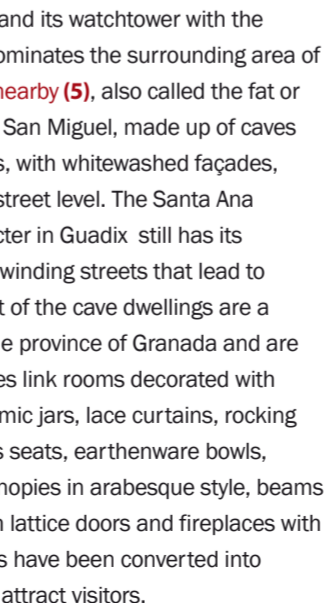 and its watchtower with the
ominates the surrounding area of
nearby (5), also called the fat or
San Miguel, made up of caves
s, with whitewashed façades,
street level. The Santa Ana
cter in Guadix still has its
winding streets that lead to
t of the cave dwellings are a
e province of Granada and are
es link rooms decorated with
mic jars, lace curtains, rocking
s seats, earthenware bowls,
nopies in arabesque style, beams
n lattice doors and fireplaces with
s have been converted into
attract visitors.